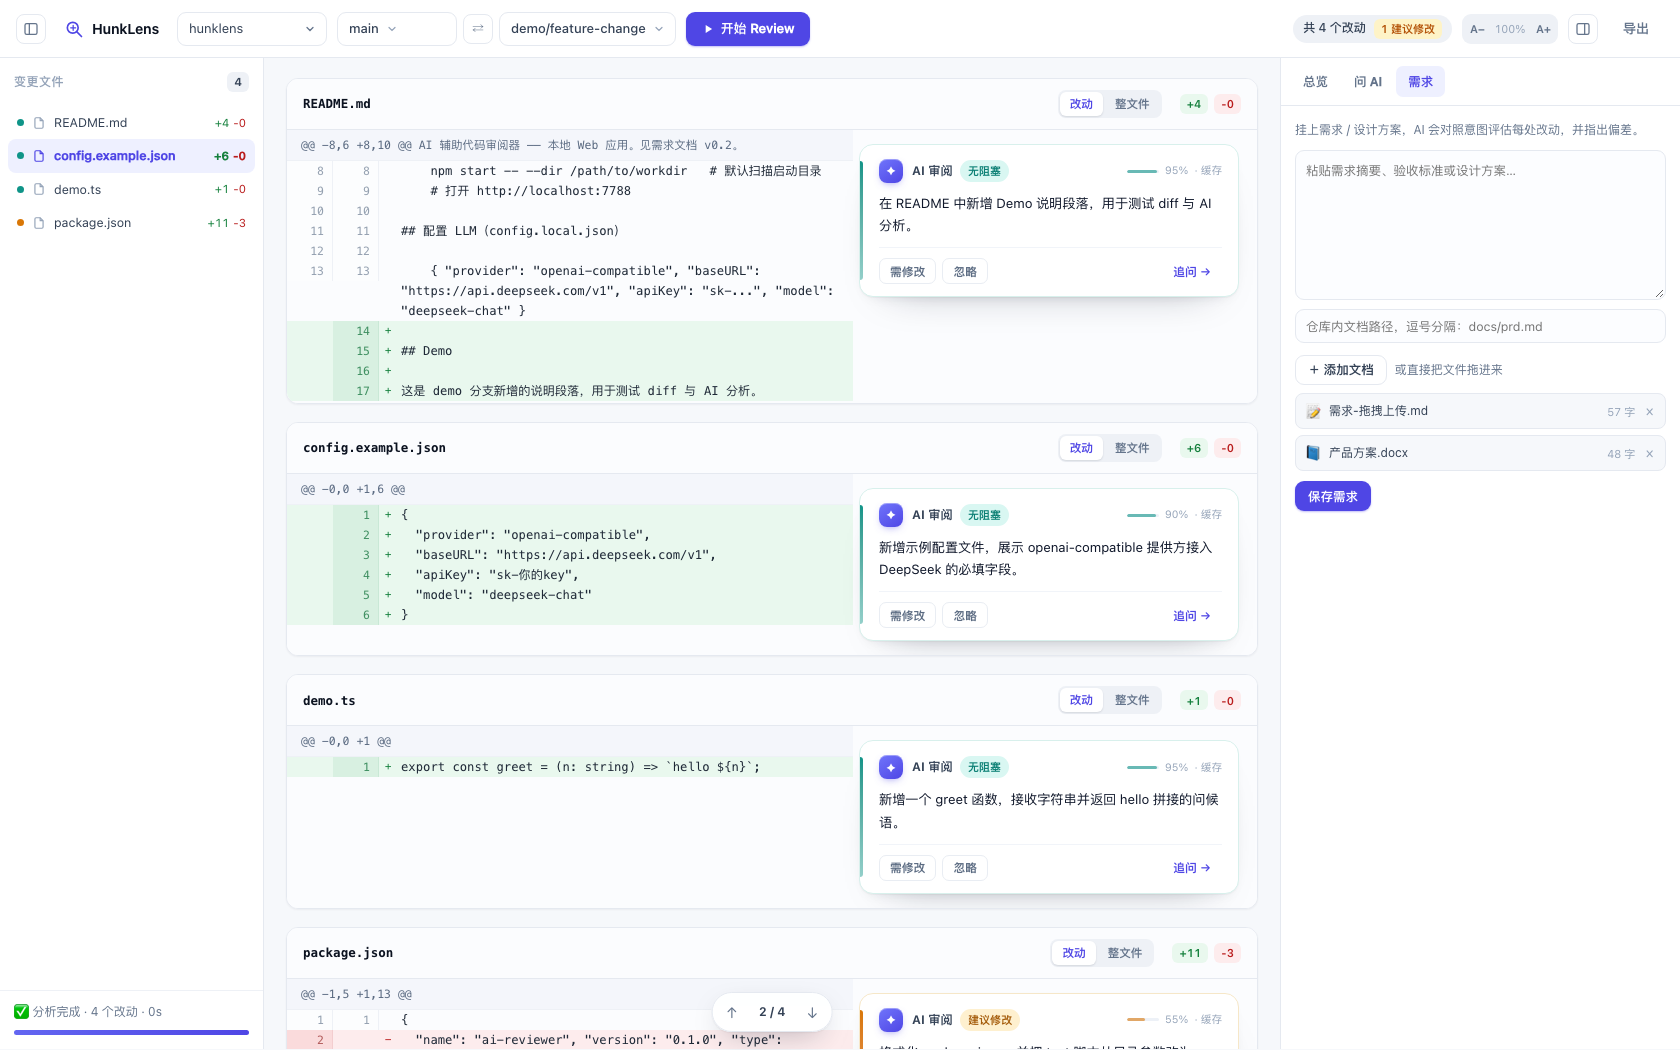 HunkLens
hunklens
main
demo/feature-change
开始 Review
共 4 个改动
1 建议修改
A−
100%
A+
导出
变更文件
4
README.md
+4 -0
config.example.json
+6 -0
demo.ts
+1 -0
package.json
+11 -3
✅ 分析完成 · 4 个改动 · 0s
README.md
改动
整文件
+4
-0
@@ −8,6 +8,10 @@ AI 辅助代码审阅器 —— 本地 Web 应用。见需求文档 v0.2。
8 8 npm start −− −−dir /path/to/workdir # 默认扫描启动目录
9 9 # 打开 http://localhost:7788
10 10
11 11 ## 配置 LLM（config.local.json）
12 12
13 13 { "provider": "openai−compatible", "baseURL":
"https://api.deepseek.com/v1", "apiKey": "sk−...", "model":
"deepseek−chat" }
14 +
15 + ## Demo
16 +
17 + 这是 demo 分支新增的说明段落，用于测试 diff 与 AI 分析。
AI 审阅
无阻塞
95% · 缓存
在 README 中新增 Demo 说明段落，用于测试 diff 与 AI
分析。
需修改
忽略
追问 →
config.example.json
改动
整文件
+6
-0
@@ −0,0 +1,6 @@
1 + {
2 + "provider": "openai−compatible",
3 + "baseURL": "https://api.deepseek.com/v1",
4 + "apiKey": "sk−你的key",
5 + "model": "deepseek−chat"
6 + }
AI 审阅
无阻塞
90% · 缓存
新增示例配置文件，展示 openai-compatible 提供方接入
DeepSeek 的必填字段。
需修改
忽略
追问 →
demo.ts
改动
整文件
+1
-0
@@ −0,0 +1 @@
1 + export const greet = (n: string) => `hello ${n}`;
AI 审阅
无阻塞
95% · 缓存
新增一个 greet 函数，接收字符串并返回 hello 拼接的问候
语。
需修改
忽略
追问 →
package.json
改动
整文件
+11
-3
@@ −1,5 +1,13 @@
1 1 {
2 − "name": "ai−reviewer", "version": "0.1.0", "type":
↑ 2 / 4 ↓
AI 审阅
建议修改
55% · 缓存
总览
问 AI
需求
挂上需求 / 设计方案，AI 会对照意图评估每处改动，并指出偏差。
粘贴需求摘要、验收标准或设计方案...
仓库内文档路径，逗号分隔：docs/prd.md
+ 添加文档
或直接把文件拖进来
需求-拖拽上传.md
57 字 ×
产品方案.docx
48 字 ×
保存需求